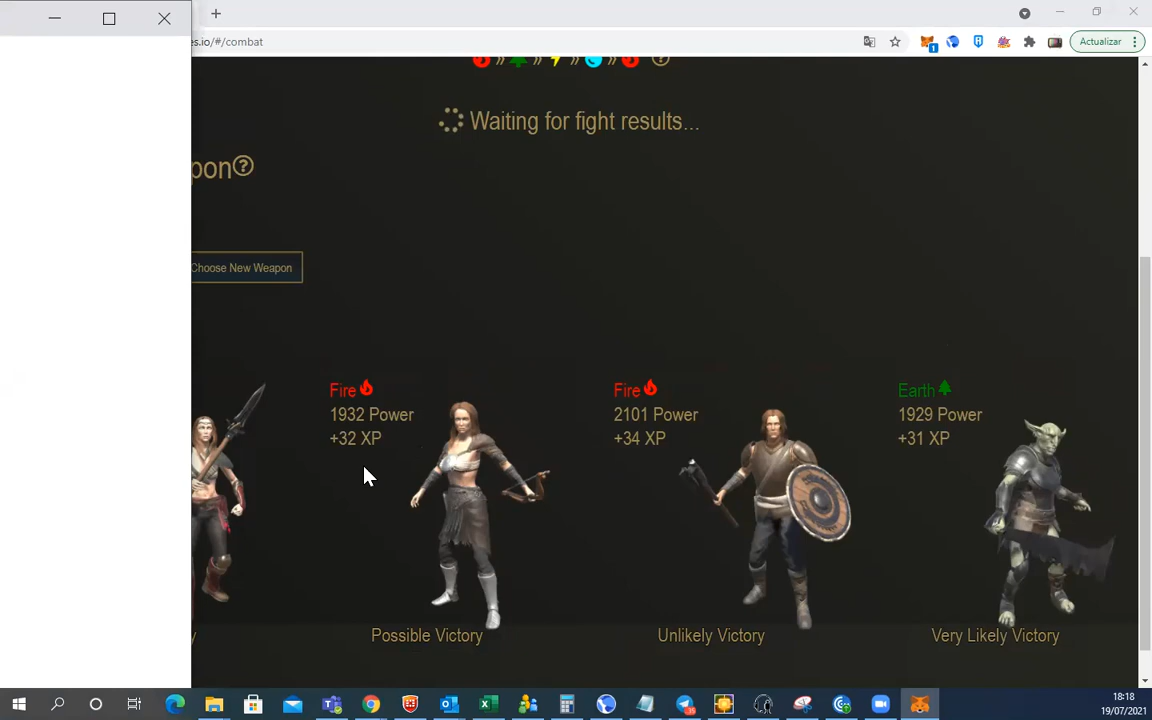 es.io/#/combat
Actualizar
» » » »
Waiting for fight results...
pon?
Choose New Weapon
Fire
1932 Power
+32 XP
Possible Victory
Fire
2101 Power
+34 XP
Unlikely Victory
Earth
1929 Power
+31 XP
Very Likely Victory
y
18:18
19/07/2021